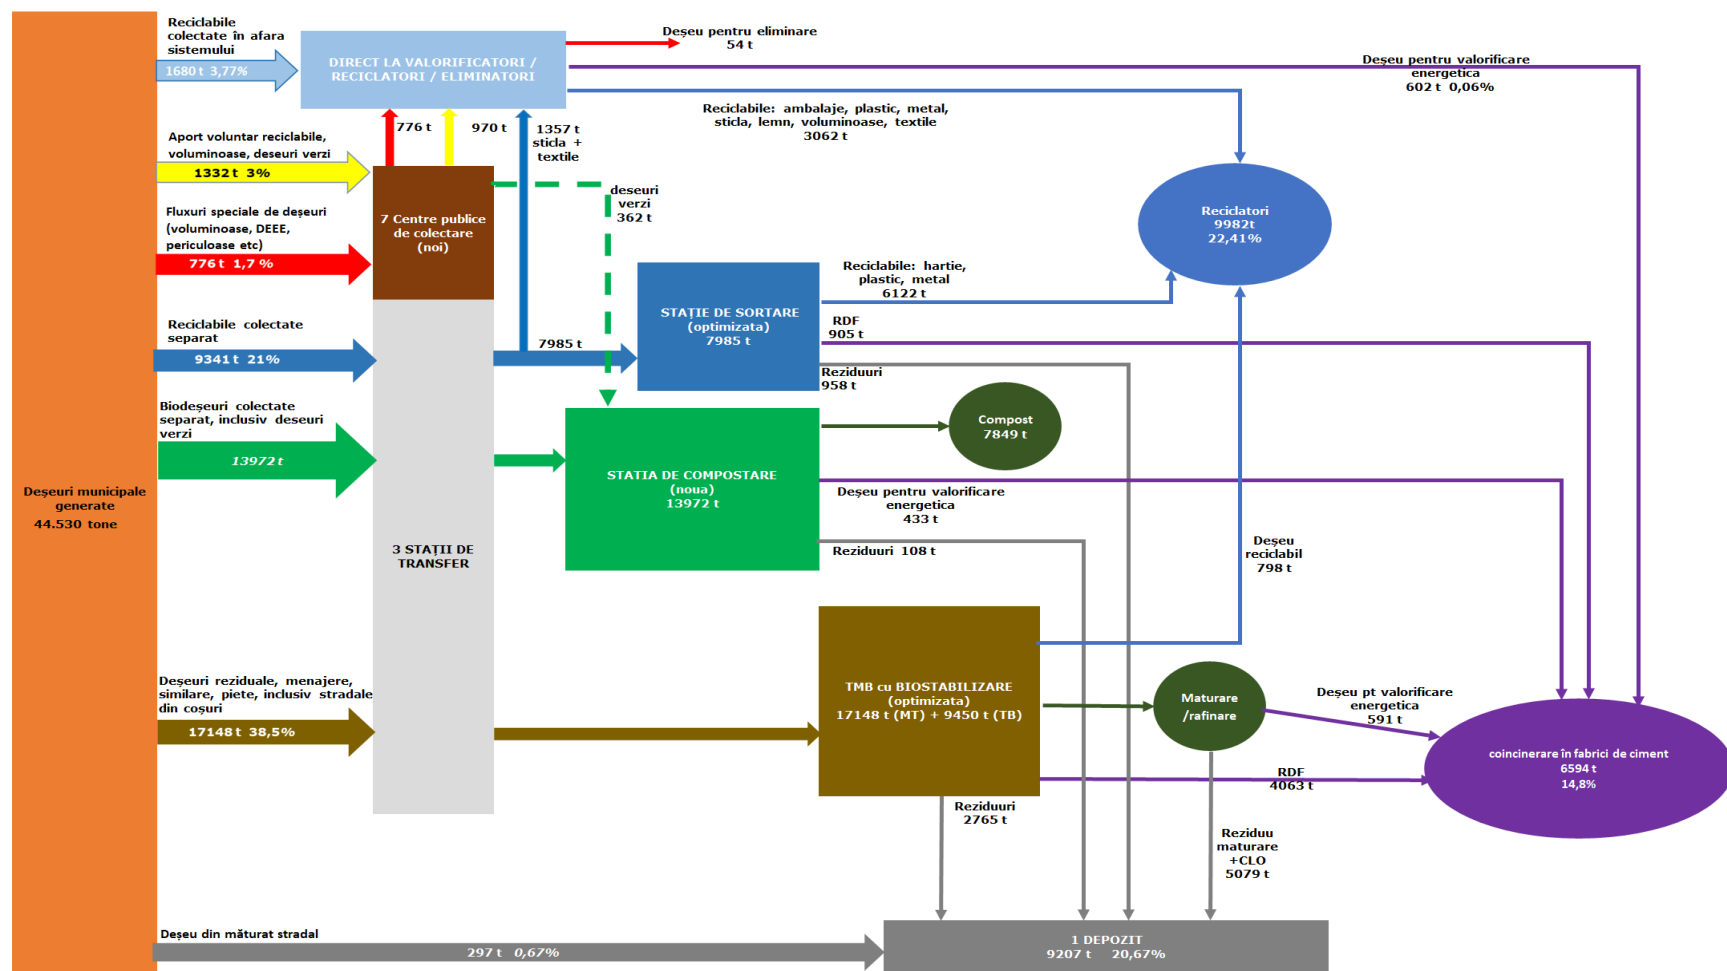 Reciclabile
colectate în afara
sistemului
1680 t 3,77%
DIRECT LA VALORIFICATORI /
RECICLATORI / ELIMINATORI
Deșeu pentru eliminare
54 t
Deșeu pentru valorificare
energetica
602 t 0,06%
Reciclabile: ambalaje, plastic, metal,
sticla, lemn, voluminoase, textile
3062 t
776 t
970 t
1357 t
sticla +
textile
Aport voluntar reciclabile,
voluminoase, deseuri verzi
1332 t 3%
Fluxuri speciale de deșeuri
(voluminoase, DEEE,
periculoase etc)
776 t 1,7 %
7 Centre publice
de colectare
(noi)
deseuri
verzi
362 t
Reciclatori
9982t
22,41%
Reciclabile colectate
separat
9341 t 21%
7985 t
STAȚIE DE SORTARE
(optimizata)
7985 t
Reciclabile: hartie,
plastic, metal
6122 t
RDF
905 t
Reziduuri
958 t
Biodeșeuri colectate
separat, inclusiv deseuri
verzi
13972 t
STATIA DE COMPOSTARE
(noua)
13972 t
Compost
7849 t
Deșeu pentru valorificare
energetica
433 t
Reziduuri 108 t
Deșeuri municipale
generate
44.530 tone
3 STAȚII DE
TRANSFER
Deșeu
reciclabil
798 t
Deșeuri reziduale, menajere,
similare, piete, inclusiv stradale
din coșuri
17148 t 38,5%
TMB cu BIOSTABILIZARE
(optimizata)
17148 t (MT) + 9450 t (TB)
Maturare
/rafinare
Deșeu pt valorificare
energetica
591 t
RDF
4063 t
coincinerare în fabrici de ciment
6594 t
14,8%
Reziduuri
2765 t
Reziduu
maturare
+CLO
5079 t
Deșeu din măturat stradal
297 t 0,67%
1 DEPOZIT
9207 t 20,67%